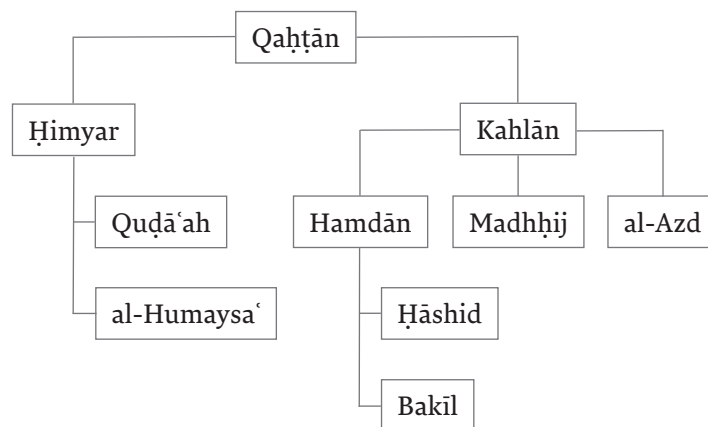 Qaḥṭān
Ḥimyar
Kahlān
Quḍāʿah
Hamdān
Madhḥij
al-Azd
al-Humaysaʿ
Ḥāshid
Bakīl